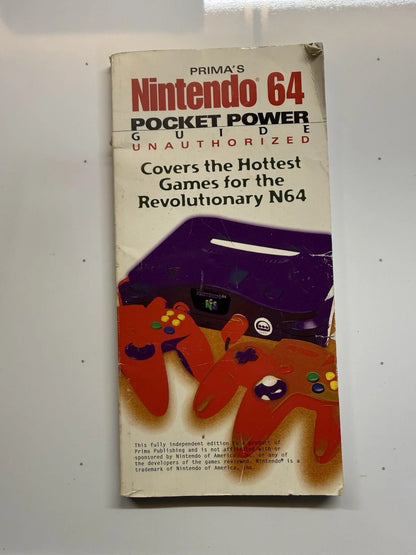 PRIMA'S
Nintendo® 64
POCKET POWER
GUIDE
UNAUTHORIZED
Covers the Hottest
Games for the
Revolutionary N64
This fully independent edition is a product of
Prima Publishing and is not affiliated with or
sponsored by Nintendo of America, Inc. or any of
the developers of the games reviewed. Nintendo® is a
trademark of Nintendo of America, Inc.